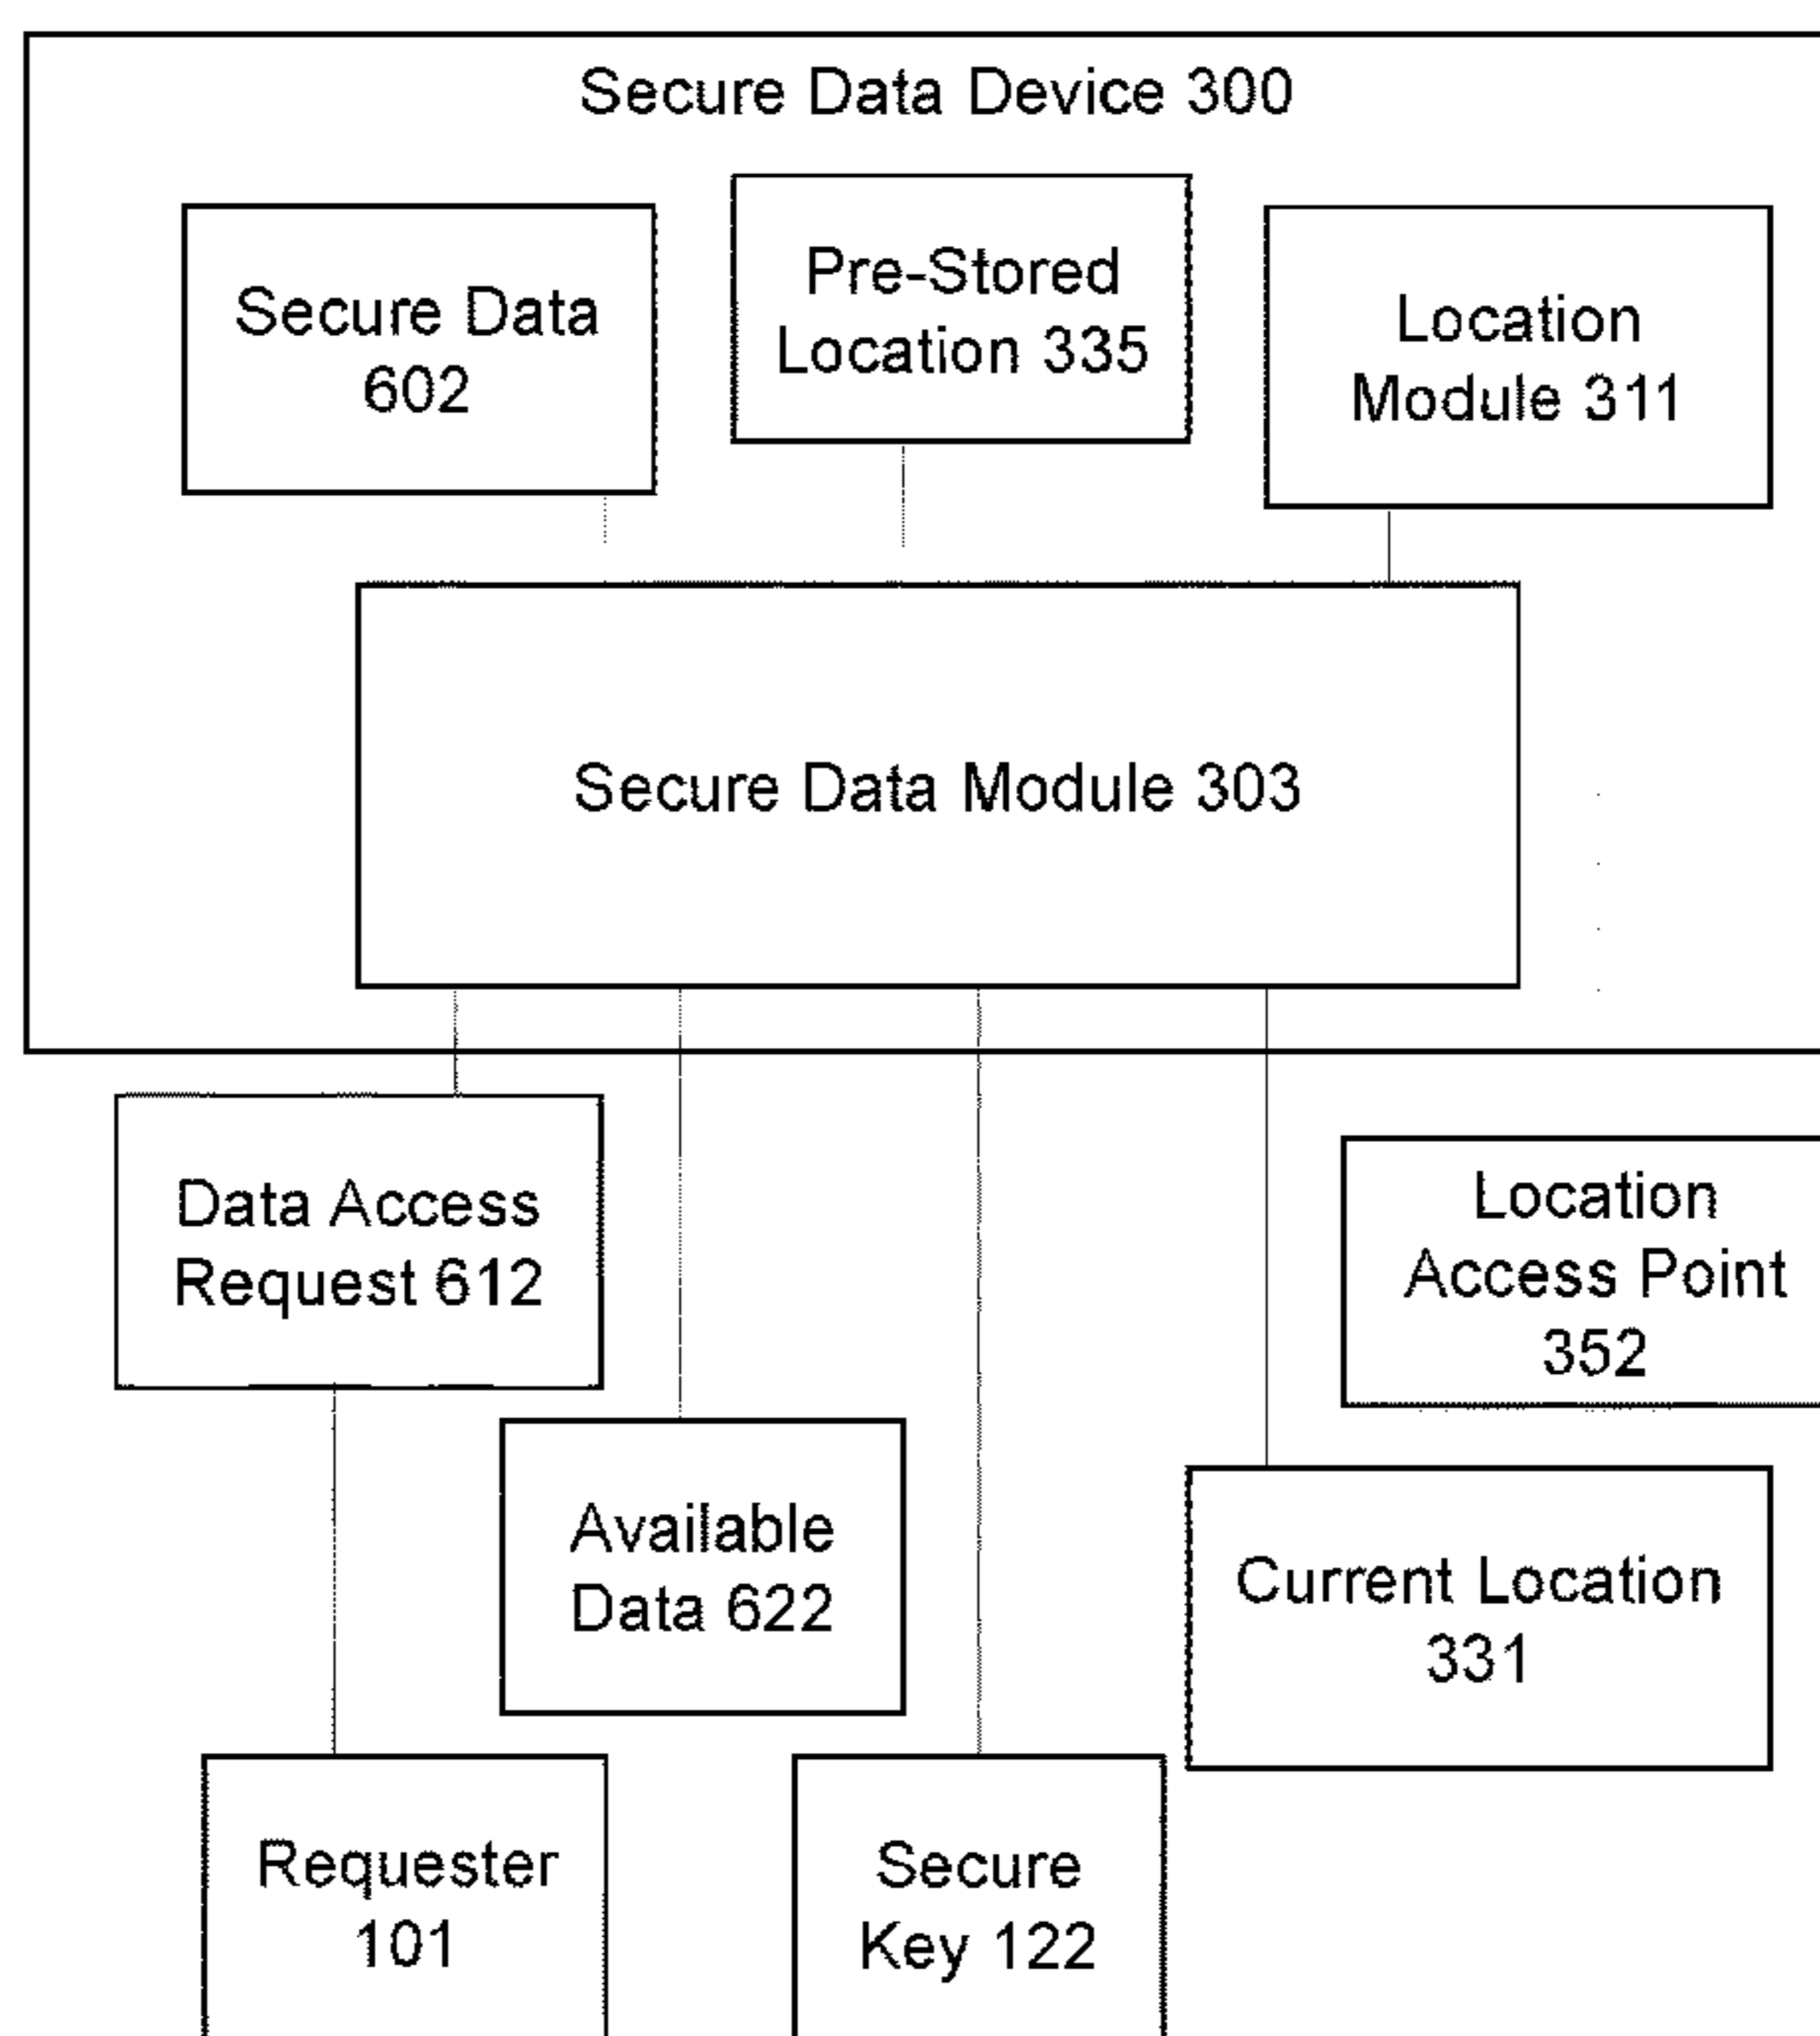 Secure Data Device 300
Secure Data
602
Pre-Stored
Location 335
Location
Module 311
Secure Data Module 303
Data Access
Request 612
Location
Access Point
352
Available
Data 622
Current Location
331
Requester
101
Secure
Key 122